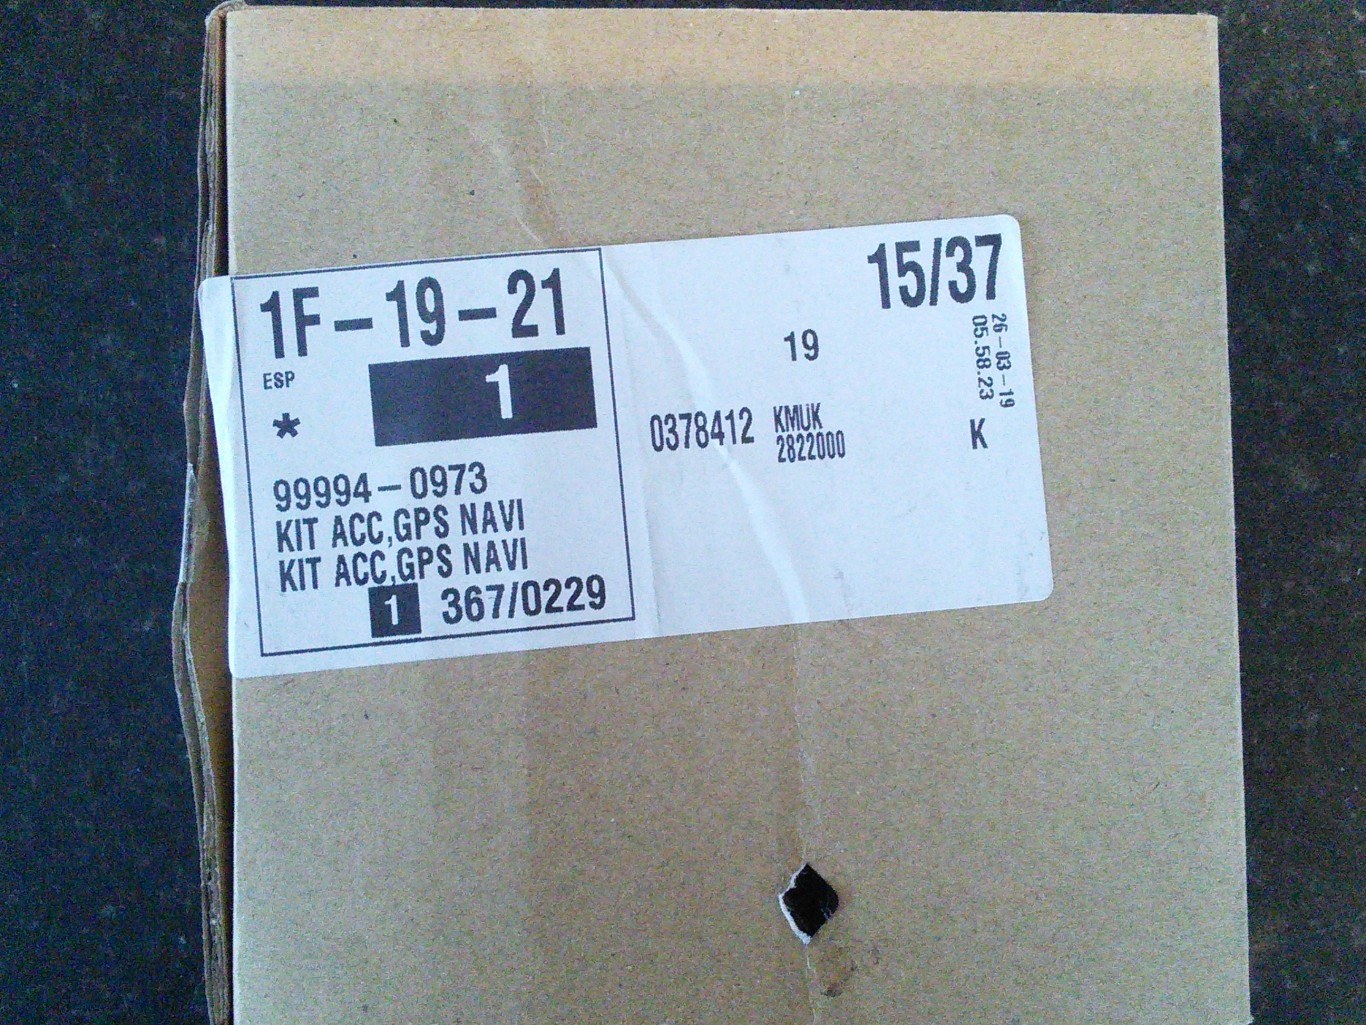 1F-19-21
ESP
1
*
99994-0973
KIT ACC,GPS NAVI
KIT ACC,GPS NAVI
1 367/0229
15/37
19
26-03-19
05.58.23
0378412
KMUK
2822000
K